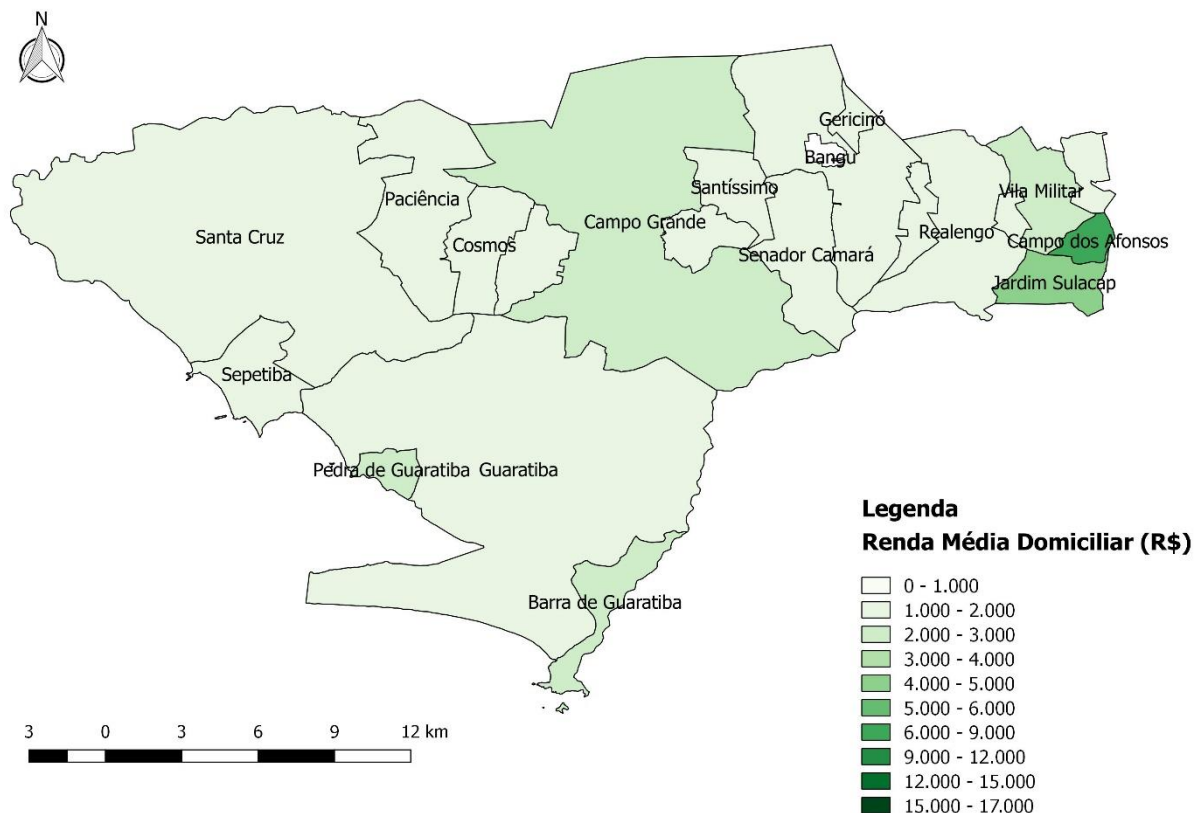 N
Gericinó
Bangu
Santíssimo
Vila Militar
Paciência
Campo Grande
Realengo
Santa Cruz
Cosmos
Senador Camará
Campo dos Afonsos
Jardim Sulacap
Sepetiba
Pedra de Guaratiba
Guaratiba
Barra de Guaratiba
Legenda
Renda Média Domiciliar (R$)
0 - 1.000
1.000 - 2.000
2.000 - 3.000
3.000 - 4.000
4.000 - 5.000
5.000 - 6.000
6.000 - 9.000
9.000 - 12.000
12.000 - 15.000
15.000 - 17.000
3 0 3 6 9 12 km